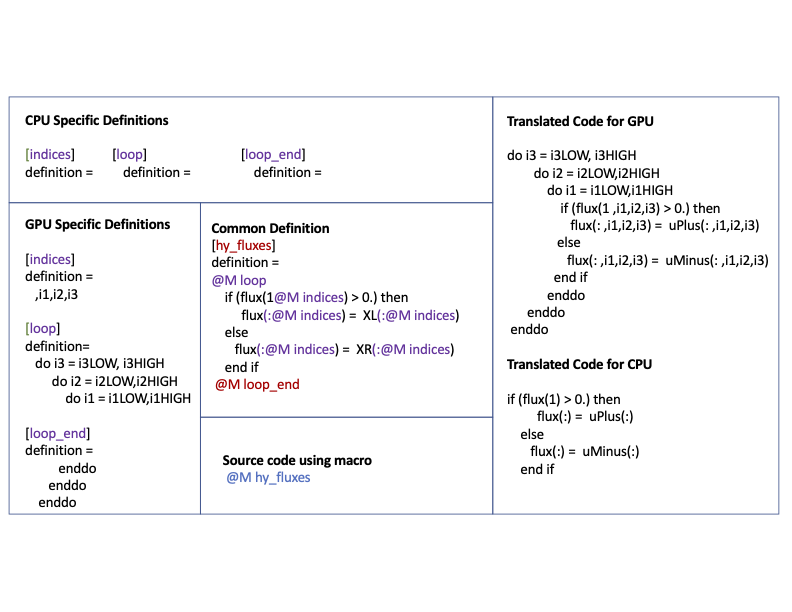 CPU Specific Definitions
[indices] [loop] [loop_end]
definition = definition = definition =
GPU Specific Definitions
[indices]
definition =
,i1,i2,i3
[loop]
definition=
do i3 = i3LOW, i3HIGH
do i2 = i2LOW,i2HIGH
do i1 = i1LOW,i1HIGH
[loop_end]
definition =
enddo
enddo
enddo
Common Definition
[hy_fluxes]
definition =
@M loop
if (flux(1@M indices) > 0.) then
flux(:@M indices) = XL(:@M indices)
else
flux(:@M indices) = XR(:@M indices)
end if
@M loop_end
Source code using macro
@M hy_fluxes
Translated Code for GPU
do i3 = i3LOW, i3HIGH
do i2 = i2LOW,i2HIGH
do i1 = i1LOW,i1HIGH
if (flux(1 ,i1,i2,i3) > 0.) then
flux(: ,i1,i2,i3) = uPlus(: ,i1,i2,i3)
else
flux(: ,i1,i2,i3) = uMinus(: ,i1,i2,i3)
end if
enddo
enddo
enddo
Translated Code for CPU
if (flux(1) > 0.) then
flux(:) = uPlus(:)
else
flux(:) = uMinus(:)
end if